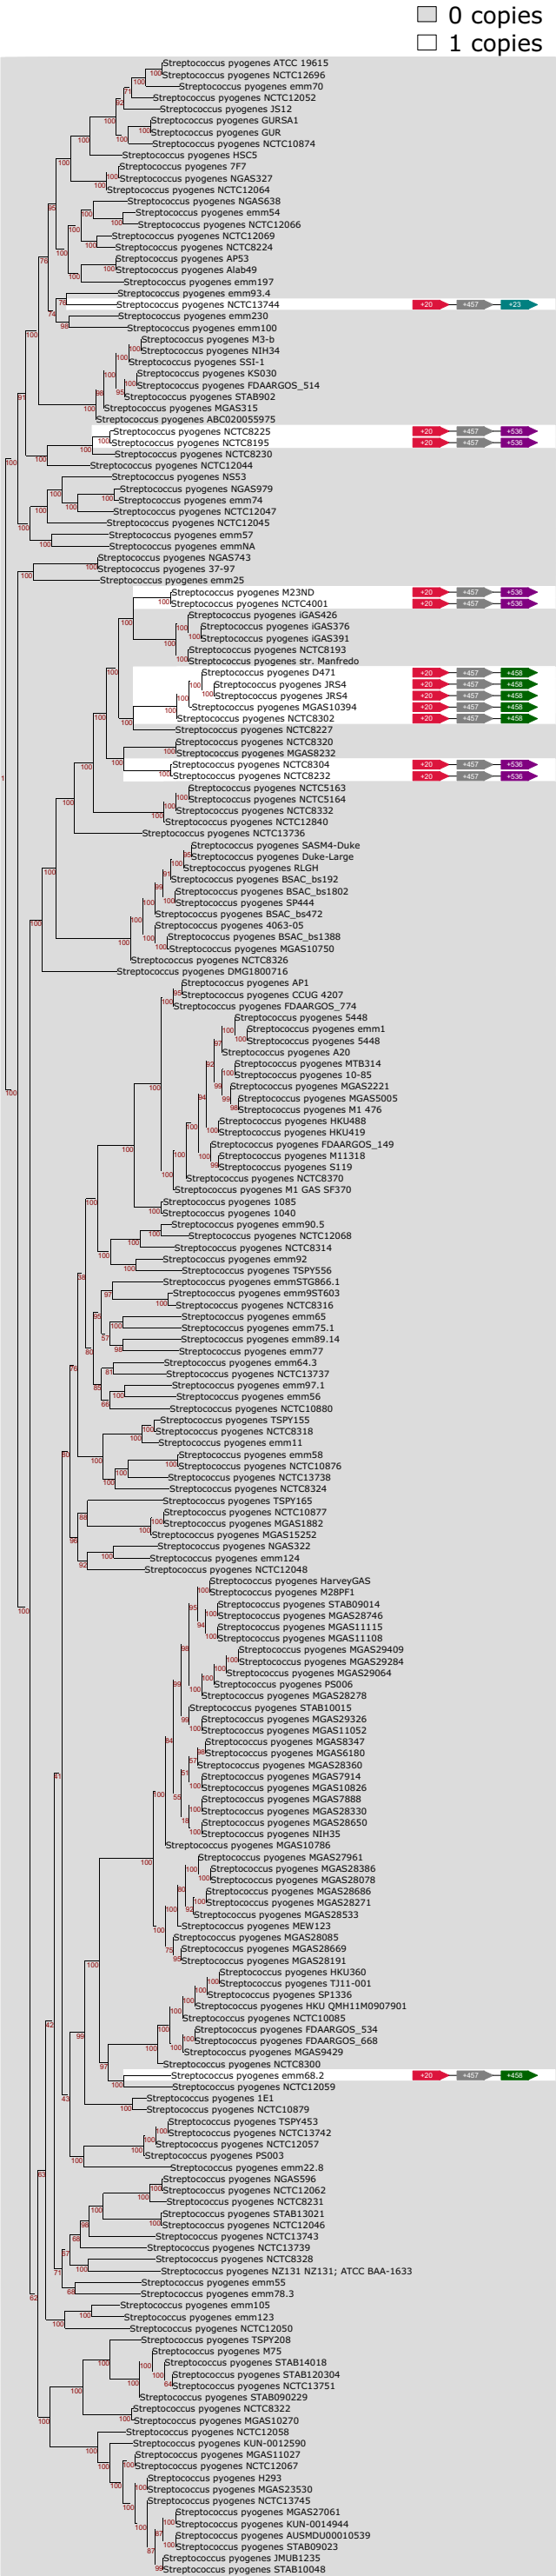 0 copies
1 copies
Streptococcus pyogenes ATCC 19615
Streptococcus pyogenes NCTC12696
Streptococcus pyogenes emm70
Streptococcus pyogenes NCTC12052
Streptococcus pyogenes JS12
Streptococcus pyogenes GURSA1
Streptococcus pyogenes GUR
Streptococcus pyogenes NCTC10874
Streptococcus pyogenes HSC5
Streptococcus pyogenes 7F7
Streptococcus pyogenes NGAS327
Streptococcus pyogenes NCTC12064
Streptococcus pyogenes NGAS638
Streptococcus pyogenes emm54
Streptococcus pyogenes NCTC12066
Streptococcus pyogenes NCTC12069
Streptococcus pyogenes NCTC8224
Streptococcus pyogenes AP53
Streptococcus pyogenes Alab49
Streptococcus pyogenes emm197
Streptococcus pyogenes emm93.4
Streptococcus pyogenes NCTC13744 +20 +457 +23
Streptococcus pyogenes emm230
Streptococcus pyogenes emm100
Streptococcus pyogenes M3-b
Streptococcus pyogenes NIH34
Streptococcus pyogenes SSI-1
Streptococcus pyogenes KS030
Streptococcus pyogenes FDAARGOS_514
Streptococcus pyogenes STAB902
Streptococcus pyogenes MGAS315
Streptococcus pyogenes ABC020055975
Streptococcus pyogenes NCTC8225 +20 +457 +536
Streptococcus pyogenes NCTC8195 +20 +457 +536
Streptococcus pyogenes NCTC8230
Streptococcus pyogenes NCTC12044
Streptococcus pyogenes NS53
Streptococcus pyogenes NGAS979
Streptococcus pyogenes emm74
Streptococcus pyogenes NCTC12047
Streptococcus pyogenes NCTC12045
Streptococcus pyogenes emm57
Streptococcus pyogenes emmNA
Streptococcus pyogenes NGAS743
Streptococcus pyogenes 37-97
Streptococcus pyogenes emm25
Streptococcus pyogenes M23ND +20 +457 +536
Streptococcus pyogenes NCTC4001 +20 +457 +536
Streptococcus pyogenes iGAS426
Streptococcus pyogenes iGAS376
Streptococcus pyogenes iGAS391
Streptococcus pyogenes NCTC8193
Streptococcus pyogenes str. Manfredo
Streptococcus pyogenes D471 +20 +457 +458
Streptococcus pyogenes JRS4 +20 +457 +458
Streptococcus pyogenes JRS4 +20 +457 +458
Streptococcus pyogenes MGAS10394 +20 +457 +458
Streptococcus pyogenes NCTC8302 +20 +457 +458
Streptococcus pyogenes NCTC8227
Streptococcus pyogenes NCTC8320
Streptococcus pyogenes MGAS8232
Streptococcus pyogenes NCTC8304 +20 +457 +536
Streptococcus pyogenes NCTC8232 +20 +457 +536
Streptococcus pyogenes NCTC5163
Streptococcus pyogenes NCTC5164
Streptococcus pyogenes NCTC8332
Streptococcus pyogenes NCTC12840
Streptococcus pyogenes NCTC13736
Streptococcus pyogenes SASM4-Duke
Streptococcus pyogenes Duke-Large
Streptococcus pyogenes RLGH
Streptococcus pyogenes BSAC_bs192
Streptococcus pyogenes BSAC_bs1802
Streptococcus pyogenes SP444
Streptococcus pyogenes BSAC_bs472
Streptococcus pyogenes 4063-05
Streptococcus pyogenes BSAC_bs1388
Streptococcus pyogenes MGAS10750
Streptococcus pyogenes NCTC8326
Streptococcus pyogenes DMG1800716
Streptococcus pyogenes AP1
Streptococcus pyogenes CCUG 4207
Streptococcus pyogenes FDAARGOS_774
Streptococcus pyogenes 5448
Streptococcus pyogenes emm1
Streptococcus pyogenes 5448
Streptococcus pyogenes A20
Streptococcus pyogenes MTB314
Streptococcus pyogenes 10-85
Streptococcus pyogenes MGAS2221
Streptococcus pyogenes MGAS5005
Streptococcus pyogenes M1 476
Streptococcus pyogenes HKU488
Streptococcus pyogenes HKU419
Streptococcus pyogenes FDAARGOS_149
Streptococcus pyogenes M11318
Streptococcus pyogenes S119
Streptococcus pyogenes NCTC8370
Streptococcus pyogenes M1 GAS SF370
Streptococcus pyogenes 1085
Streptococcus pyogenes 1040
Streptococcus pyogenes emm90.5
Streptococcus pyogenes NCTC12068
Streptococcus pyogenes NCTC8314
Streptococcus pyogenes emm92
Streptococcus pyogenes TSPY556
Streptococcus pyogenes emmSTG866.1
Streptococcus pyogenes emm9ST603
Streptococcus pyogenes NCTC8316
Streptococcus pyogenes emm65
Streptococcus pyogenes emm75.1
Streptococcus pyogenes emm89.14
Streptococcus pyogenes emm77
Streptococcus pyogenes emm64.3
Streptococcus pyogenes NCTC13737
Streptococcus pyogenes emm97.1
Streptococcus pyogenes emm56
Streptococcus pyogenes NCTC10880
Streptococcus pyogenes TSPY155
Streptococcus pyogenes NCTC8318
Streptococcus pyogenes emm11
Streptococcus pyogenes emm58
Streptococcus pyogenes NCTC10876
Streptococcus pyogenes NCTC13738
Streptococcus pyogenes NCTC8324
Streptococcus pyogenes TSPY165
Streptococcus pyogenes NCTC10877
Streptococcus pyogenes MGAS1882
Streptococcus pyogenes MGAS15252
Streptococcus pyogenes NGAS322
Streptococcus pyogenes emm124
Streptococcus pyogenes NCTC12048
Streptococcus pyogenes HarveyGAS
Streptococcus pyogenes M28PF1
Streptococcus pyogenes STAB09014
Streptococcus pyogenes MGAS28746
Streptococcus pyogenes MGAS11115
Streptococcus pyogenes MGAS11108
Streptococcus pyogenes MGAS29409
Streptococcus pyogenes MGAS29284
Streptococcus pyogenes MGAS29064
Streptococcus pyogenes PS006
Streptococcus pyogenes MGAS28278
Streptococcus pyogenes STAB10015
Streptococcus pyogenes MGAS29326
Streptococcus pyogenes MGAS11052
Streptococcus pyogenes MGAS8347
Streptococcus pyogenes MGAS6180
Streptococcus pyogenes MGAS28360
Streptococcus pyogenes MGAS7914
Streptococcus pyogenes MGAS10826
Streptococcus pyogenes MGAS7888
Streptococcus pyogenes MGAS28330
Streptococcus pyogenes MGAS28650
Streptococcus pyogenes NIH35
Streptococcus pyogenes MGAS10786
Streptococcus pyogenes MGAS27961
Streptococcus pyogenes MGAS28386
Streptococcus pyogenes MGAS28078
Streptococcus pyogenes MGAS28686
Streptococcus pyogenes MGAS28271
Streptococcus pyogenes MGAS28533
Streptococcus pyogenes MEW123
Streptococcus pyogenes MGAS28085
Streptococcus pyogenes MGAS28669
Streptococcus pyogenes MGAS28191
Streptococcus pyogenes HKU360
Streptococcus pyogenes TJ11-001
Streptococcus pyogenes SP1336
Streptococcus pyogenes HKU QMH11M0907901
Streptococcus pyogenes NCTC10085
Streptococcus pyogenes FDAARGOS_534
Streptococcus pyogenes FDAARGOS_668
Streptococcus pyogenes MGAS9429
Streptococcus pyogenes NCTC8300
Streptococcus pyogenes emm68.2 +20 +457 +458
Streptococcus pyogenes NCTC12059
Streptococcus pyogenes 1E1
Streptococcus pyogenes NCTC10879
Streptococcus pyogenes TSPY453
Streptococcus pyogenes NCTC13742
Streptococcus pyogenes NCTC12057
Streptococcus pyogenes PS003
Streptococcus pyogenes emm22.8
Streptococcus pyogenes NGAS596
Streptococcus pyogenes NCTC12062
Streptococcus pyogenes NCTC8231
Streptococcus pyogenes STAB13021
Streptococcus pyogenes NCTC12046
Streptococcus pyogenes NCTC13743
Streptococcus pyogenes NCTC13739
Streptococcus pyogenes NCTC8328
Streptococcus pyogenes NZ131 NZ131; ATCC BAA-1633
Streptococcus pyogenes emm55
Streptococcus pyogenes emm78.3
Streptococcus pyogenes emm105
Streptococcus pyogenes emm123
Streptococcus pyogenes NCTC12050
Streptococcus pyogenes TSPY208
Streptococcus pyogenes M75
Streptococcus pyogenes STAB14018
Streptococcus pyogenes STAB120304
Streptococcus pyogenes NCTC13751
Streptococcus pyogenes STAB090229
Streptococcus pyogenes NCTC8322
Streptococcus pyogenes MGAS10270
Streptococcus pyogenes NCTC12058
Streptococcus pyogenes KUN-0012590
Streptococcus pyogenes MGAS11027
Streptococcus pyogenes NCTC12067
Streptococcus pyogenes H293
Streptococcus pyogenes MGAS23530
Streptococcus pyogenes NCTC13745
Streptococcus pyogenes MGAS27061
Streptococcus pyogenes KUN-0014944
Streptococcus pyogenes AUSMDU00010539
Streptococcus pyogenes STAB09023
Streptococcus pyogenes JMUB1235
Streptococcus pyogenes STAB10048